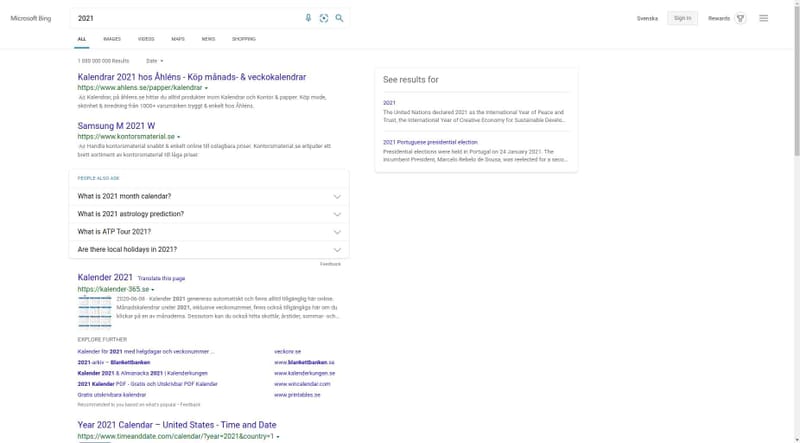 Microsoft Bing
2021
Svenska
Sign in
Rewards
ALL
IMAGES
VIDEOS
MAPS
NEWS
SHOPPING
1 880 000 000 Results
Date
Kalendrar 2021 hos Åhléns - Köp månads- & veckokalendrar
https://www.ahlens.se/papper/kalendrar
Ad Kalendrar, på åhlens.se hittar du alltid produkter inom Kalendrar och Kontor & papper. Köp mode,
skönhet & inredning från 1000+ varumärken tryggt & enkelt hos Åhléns.
Samsung M 2021 W
https://www.kontorsmaterial.se
Ad Handla kontorsmaterial snabbt & enkelt online till oslagbara priser. Kontorsmaterial.se erbjuder ett
brett sortiment av kontorsmaterial till låga priser
PEOPLE ALSO ASK
What is 2021 month calendar?
What is 2021 astrology prediction?
What is ATP Tour 2021?
Are there local holidays in 2021?
Feedback
Kalender 2021 Translate this page
https://kalender-365.se
2020-06-08 · Kalender 2021 genereras automatiskt och finns alltid tillgänglig här online.
Månadskalendrar under 2021, inklusive veckonummer, finns också tillgängliga här om du
klickar på en av månaderna. Dessutom kan du också hitta skottår, årstider, sommar- och...
EXPLORE FURTHER
Kalender för 2021 med helgdagar och veckonummer ...
veckonr.se
2021-arkiv – Blankettbanken
www.blankettbanken.se
Kalender 2021 & Almanacka 2021 | Kalenderkungen
www.kalenderkungen.se
2021 Kalender PDF - Gratis och Utskrivbar PDF Kalender
www.wincalendar.com
Gratis utskrivbara kalendrar
www.printables.se
Recommended to you based on what's popular • Feedback
Year 2021 Calendar – United States - Time and Date
https://www.timeanddate.com/calendar/?year=2021&country=1
See results for
2021
The United Nations declared 2021 as the International Year of Peace and
Trust, the International Year of Creative Economy for Sustainable Develo...
2021 Portuguese presidential election
Presidential elections were held in Portugal on 24 January 2021. The
incumbent President, Marcelo Rebelo de Sousa, was reelected for a seco...